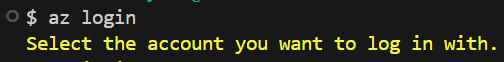 $ az login
Select the account you want to log in with.